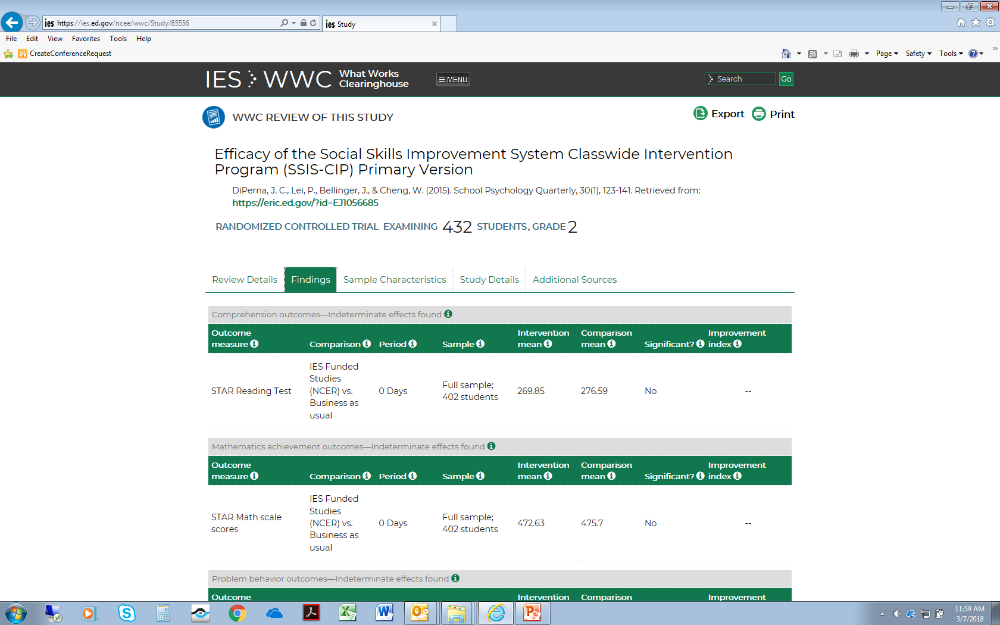 ies https://ies.ed.gov/ncee/wwc/Study/85556
ies Study
File Edit View Favorites Tools Help
CreateConferenceRequest
Page Safety Tools
IES WWC What Works Clearinghouse
MENU
Search Go
WWC REVIEW OF THIS STUDY
Export Print
Efficacy of the Social Skills Improvement System Classwide Intervention
Program (SSIS-CIP) Primary Version
DiPerna, J. C., Lei, P., Bellinger, J., & Cheng, W. (2015). School Psychology Quarterly, 30(1), 123-141. Retrieved from:
https://eric.ed.gov/?id=EJ1056685
RANDOMIZED CONTROLLED TRIAL EXAMINING 432 STUDENTS, GRADE 2
Review Details Findings Sample Characteristics Study Details Additional Sources
Comprehension outcomes—Indeterminate effects found
Outcome measure Comparison Period Sample Intervention mean Comparison mean Significant? Improvement index
STAR Reading Test
IES Funded
Studies
(NCER) vs.
Business as
usual
0 Days
Full sample;
402 students
269.85
276.59
No
--
Mathematics achievement outcomes—Indeterminate effects found
Outcome measure Comparison Period Sample Intervention mean Comparison mean Significant? Improvement index
STAR Math scale
scores
IES Funded
Studies
(NCER) vs.
Business as
usual
0 Days
Full sample;
402 students
472.63
475.7
No
--
Problem behavior outcomes—Indeterminate effects found
Outcome Intervention Comparison Improvement
11:59 AM
3/7/2018